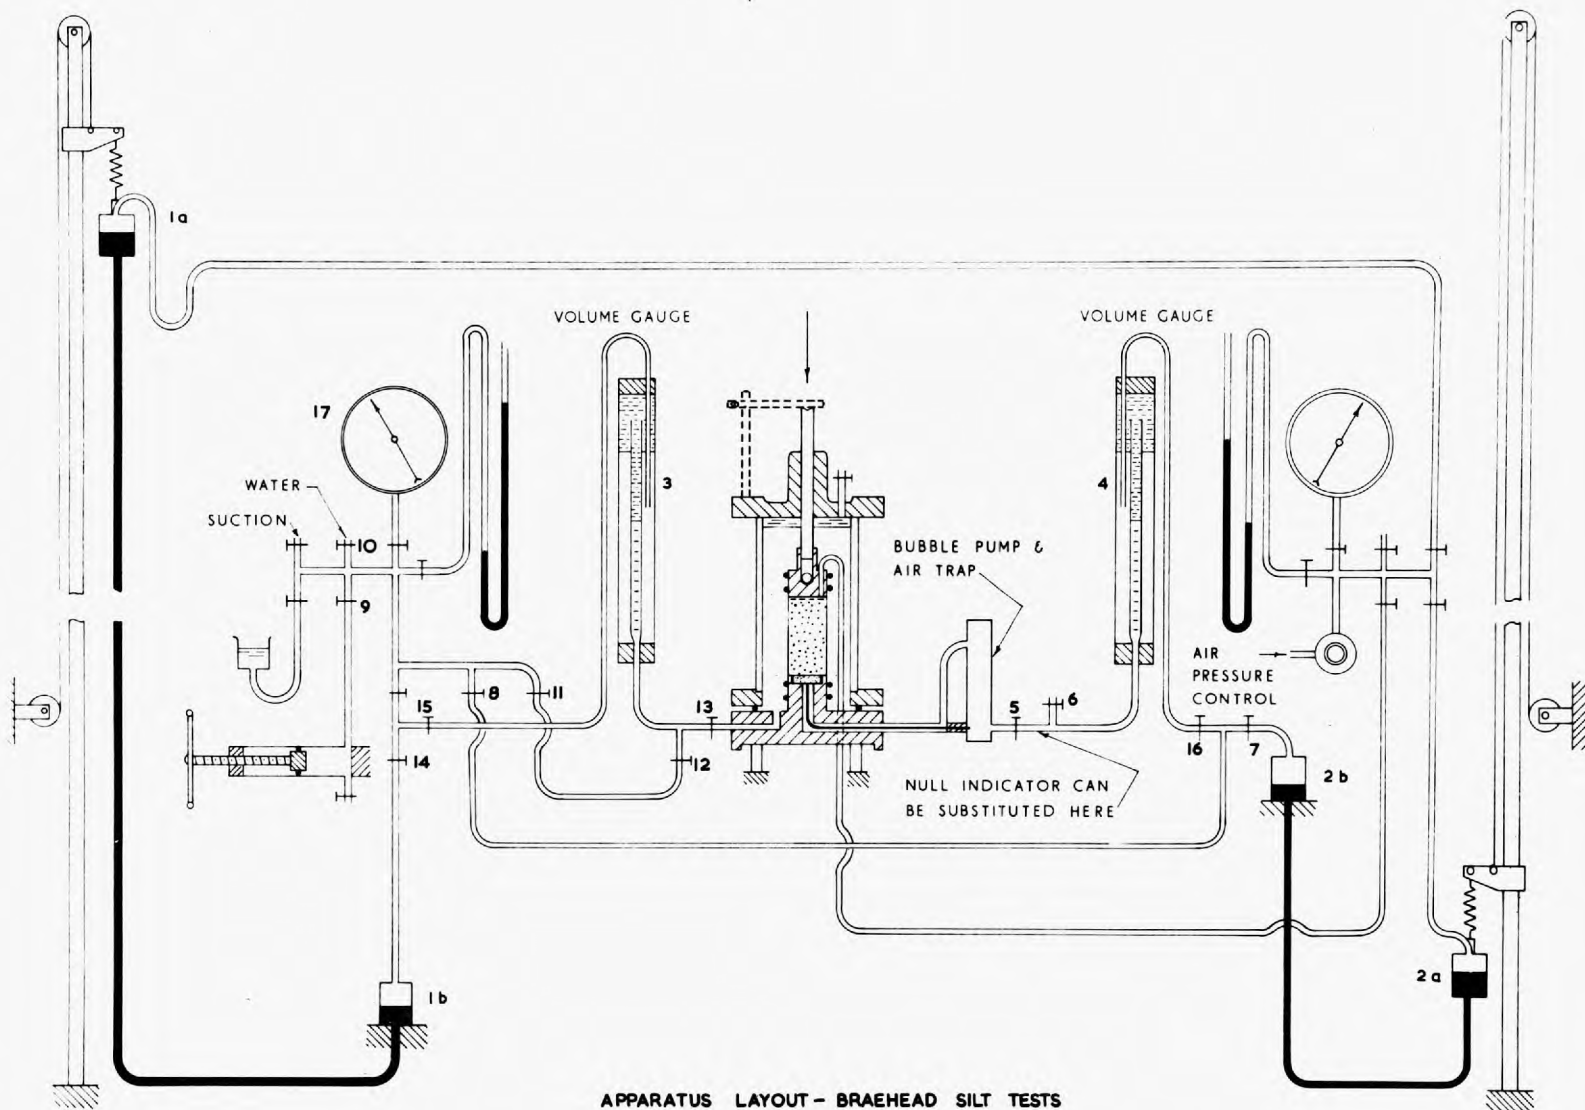 1a
VOLUME GAUGE
VOLUME GAUGE
17
3
4
WATER
SUCTION
10
9
BUBBLE PUMP &
AIR TRAP
AIR
PRESSURE
CONTROL
8
11
13
15
12
14
5
6
16
7
2b
NULL INDICATOR CAN
BE SUBSTITUTED HERE
1b
2a
APPARATUS LAYOUT - BRAEHEAD SILT TESTS